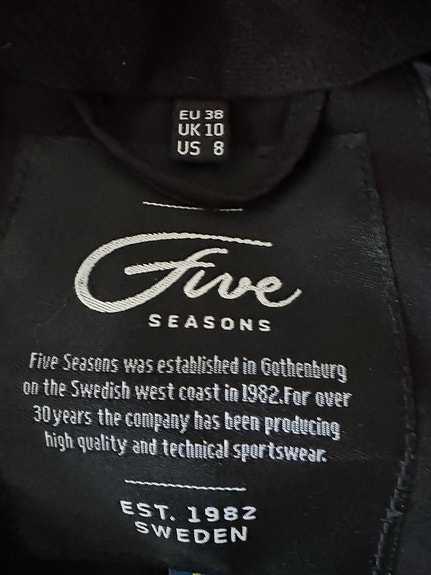 EU 38
UK 10
US 8
Five
SEASONS
Five Seasons was established in Gothenburg
on the Swedish west coast in 1982.For over
30 years the company has been producing
high quality and technical sportswear.
EST. 1982
SWEDEN